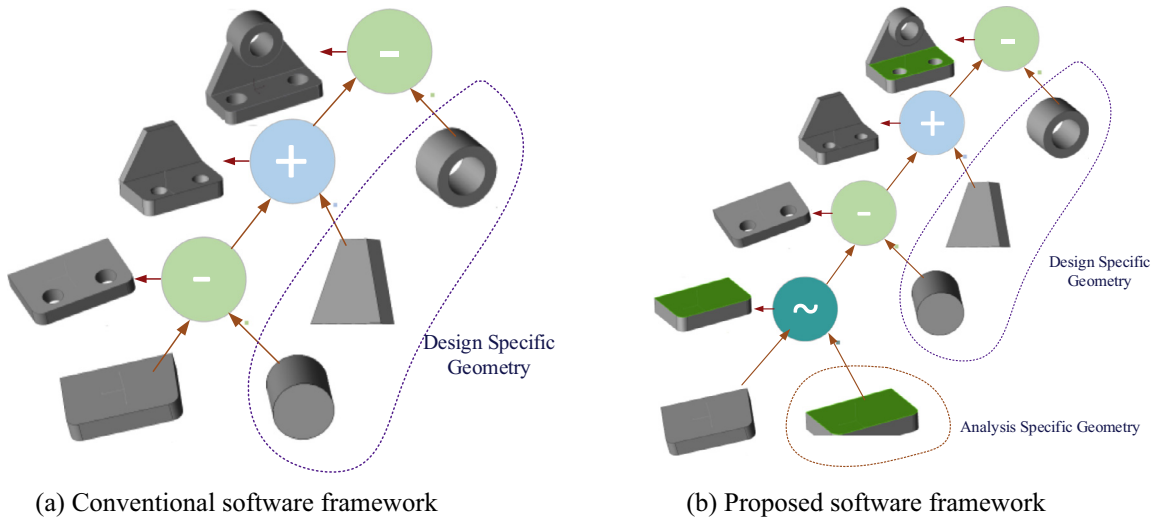 -
+
-
Design Specific
Geometry
(a) Conventional software framework
-
+
-
~
Design Specific
Geometry
Analysis Specific Geometry
(b) Proposed software framework